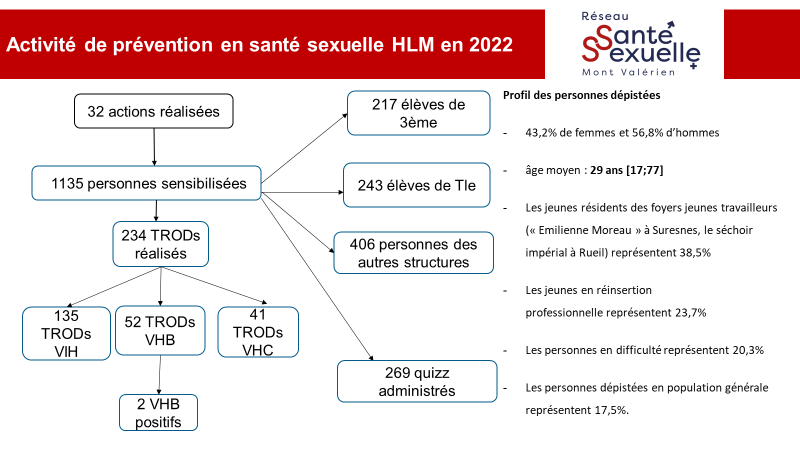 Activité de prévention en santé sexuelle HLM en 2022
Réseau
Santé
Sexuelle
Mont Valérien
32 actions réalisées
1135 personnes sensibilisées
234 TRODs
réalisés
135
TRODs
VIH
52 TRODs
VHB
41
TRODs
VHC
2 VHB
positifs
217 élèves de
3ème
243 élèves de Tle
406 personnes des
autres structures
269 quizz
administrés
Profil des personnes dépistées
- 43,2% de femmes et 56,8% d’hommes
- âge moyen : 29 ans [17;77]
- Les jeunes résidents des foyers jeunes travailleurs
(« Emilienne Moreau » à Suresnes, le séchoir
impérial à Rueil) représentent 38,5%
- Les jeunes en réinsertion
professionnelle représentent 23,7%
- Les personnes en difficulté représentent 20,3%
- Les personnes dépistées en population générale
représentent 17,5%.